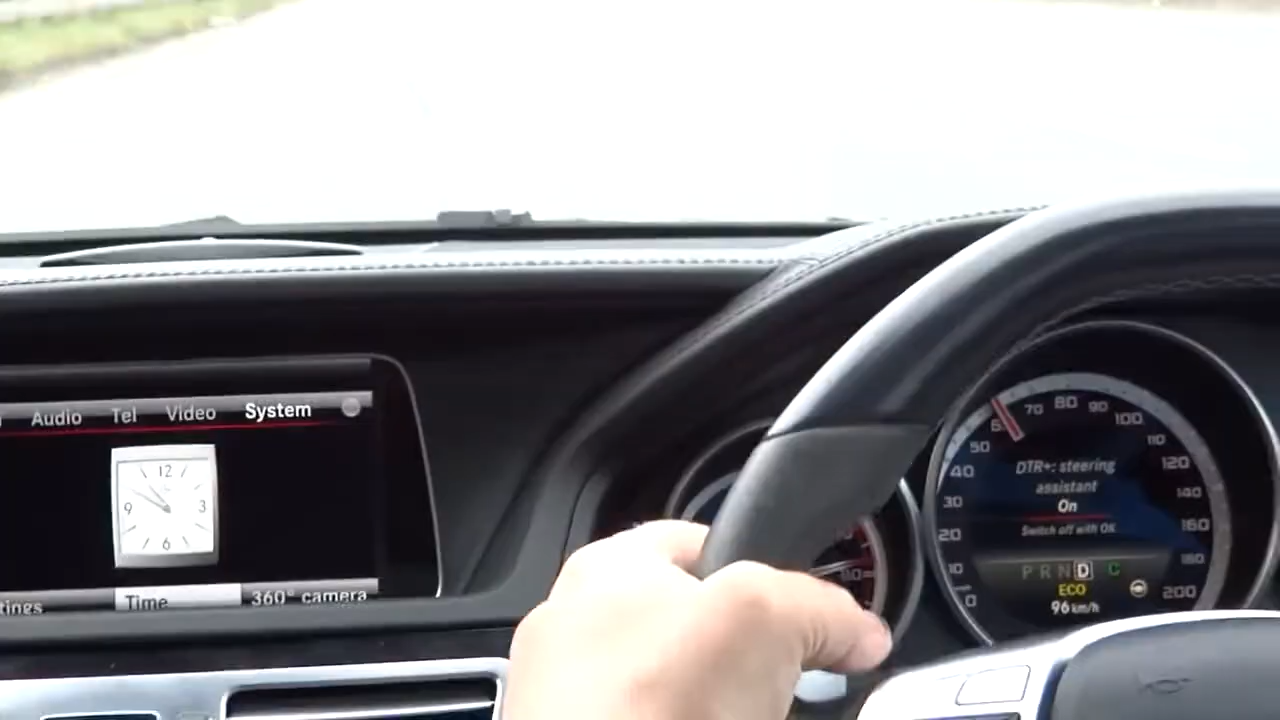 Audio Tel Video System
12
9 3
6
tings Time 360° camera
70 80 90
100
50 110
40 120
30 140
20 160
10 180
0 200
DTR+: steering
assistant
On
Switch off with OK
P R N D C
ECO
96 km/h